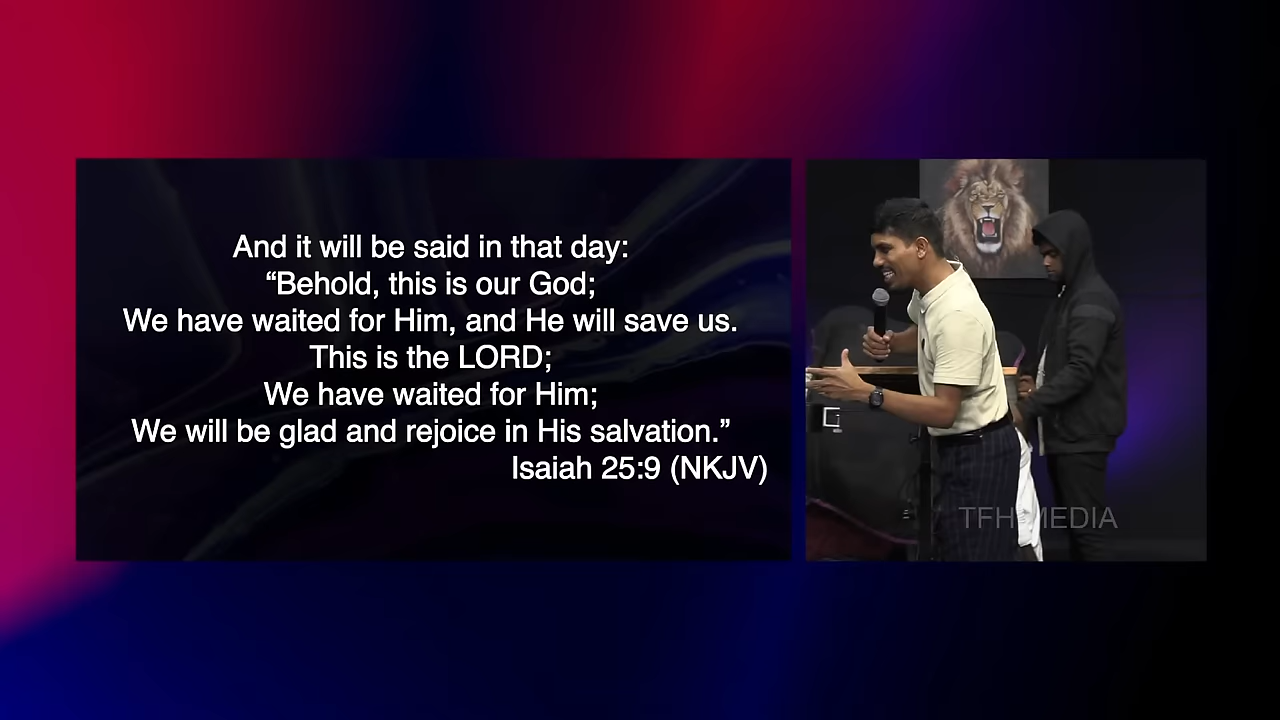 And it will be said in that day:
“Behold, this is our God;
We have waited for Him, and He will save us.
This is the LORD;
We have waited for Him;
We will be glad and rejoice in His salvation.”
Isaiah 25:9 (NKJV)
TFH MEDIA